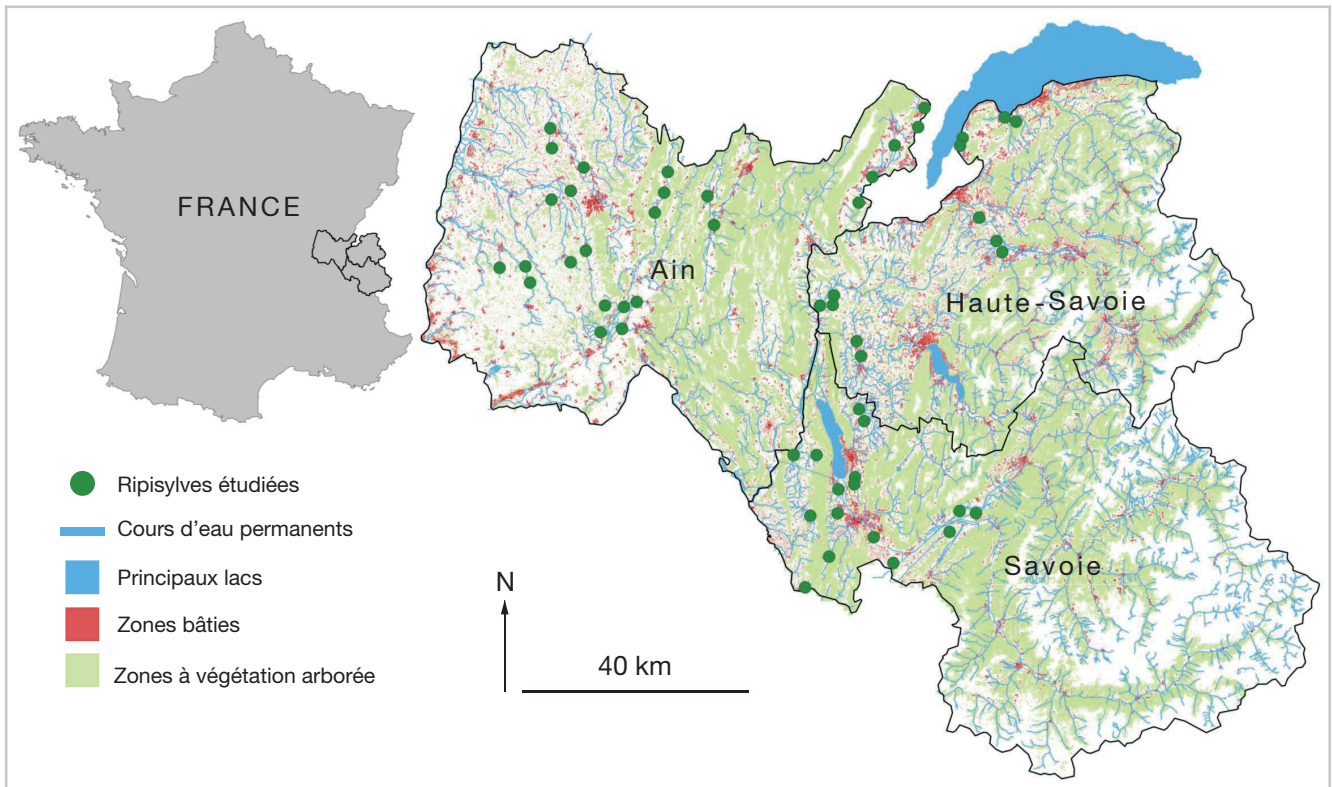 FRANCE
Ain
Haute-Savoie
Savoie
Ripisylves étudiées
Cours d'eau permanents
Principaux lacs
Zones bâties
Zones à végétation arborée
N
40 km